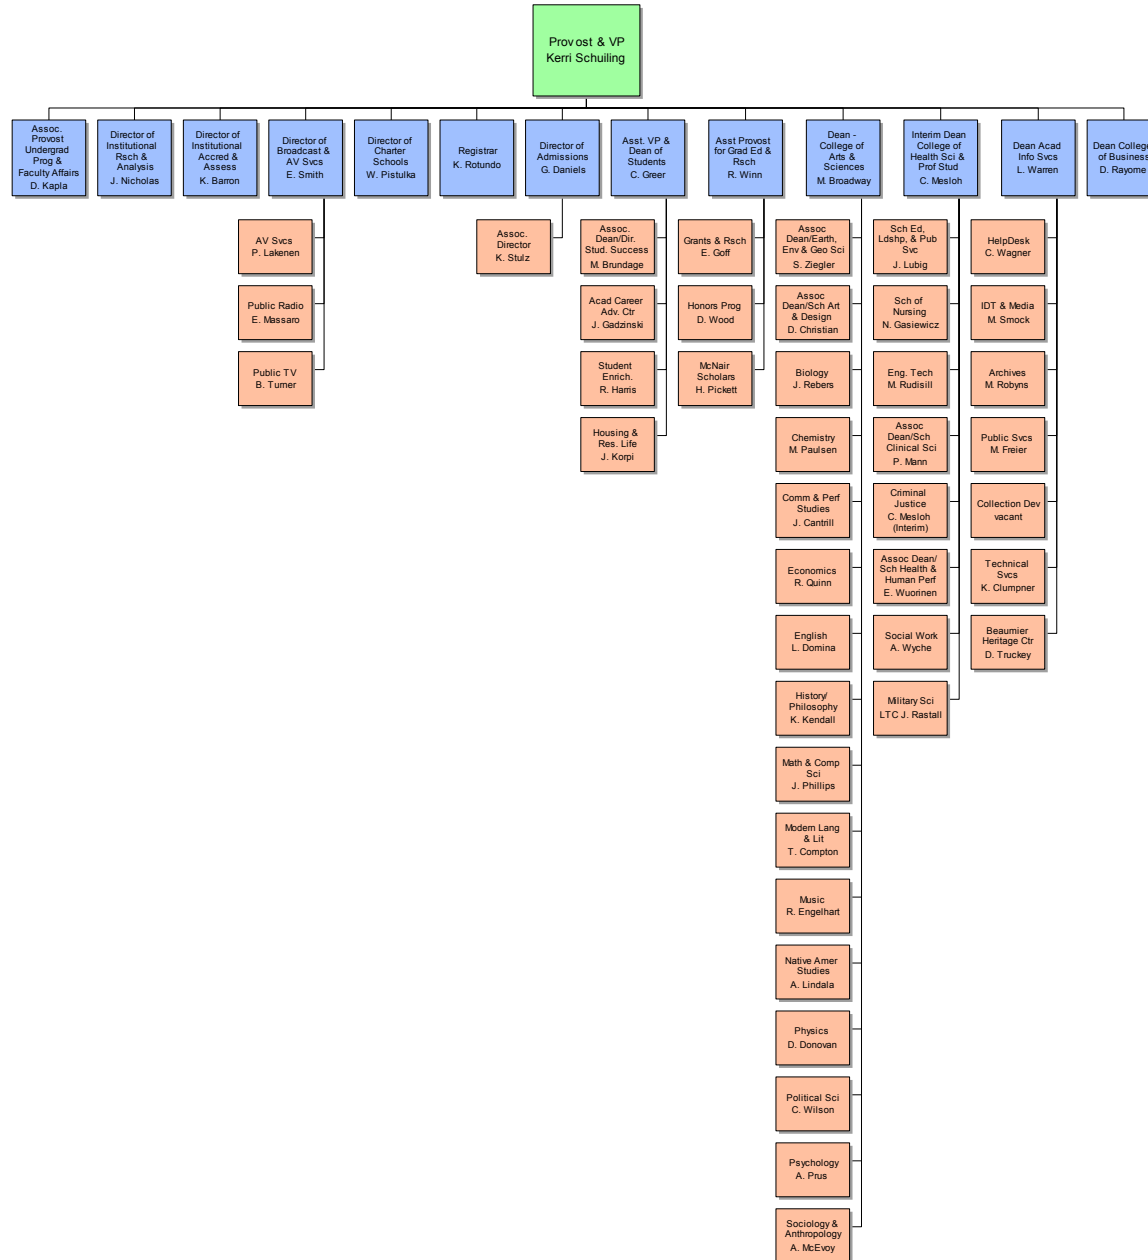 Provost & VP
Kerri Schuiling
Assoc.
Provost
Undergrad
Prog &
Faculty Affairs
D. Kapla
Director of
Institutional
Rsch &
Analysis
J. Nicholas
Director of
Institutional
Accred &
Assess
K. Barron
Director of
Broadcast &
AV Svcs
E. Smith
Director of
Charter
Schools
W. Pistulka
Registrar
K. Rotundo
Director of
Admissions
G. Daniels
Asst. VP &
Dean of
Students
C. Greer
Asst Provost
for Grad Ed &
Rsch
R. Winn
Dean -
College of
Arts &
Sciences
M. Broadway
Interim Dean
College of
Health Sci &
Prof Stud
C. Mesloh
Dean Acad
Info Svcs
L. Warren
Dean College
of Business
D. Rayome
AV Svcs
P. Lakenen
Public Radio
E. Massaro
Public TV
B. Turner
Assoc.
Director
K. Stulz
Assoc.
Dean/Dir.
Stud. Success
M. Brundage
Acad Career
Adv. Ctr
J. Gadzinski
Student
Enrich.
R. Harris
Housing &
Res. Life
J. Korpi
Grants & Rsch
E. Goff
Honors Prog
D. Wood
McNair
Scholars
H. Pickett
Assoc
Dean/Earth,
Env & Geo Sci
S. Ziegler
Assoc
Dean/Sch Art
& Design
D. Christian
Biology
J. Rebers
Chemistry
M. Paulsen
Comm & Perf
Studies
J. Cantrill
Economics
R. Quinn
English
L. Domina
History/
Philosophy
K. Kendall
Math & Comp
Sci
J. Phillips
Modern Lang
& Lit
T. Compton
Music
R. Engelhart
Native Amer
Studies
A. Lindala
Physics
D. Donovan
Political Sci
C. Wilson
Psychology
A. Prus
Sociology &
Anthropology
A. McEvoy
Sch Ed,
Ldshp, & Pub
Svc
J. Lubig
Sch of
Nursing
N. Gasiewicz
Eng. Tech
M. Rudisill
Assoc
Dean/Sch
Clinical Sci
P. Mann
Criminal
Justice
C. Mesloh
(Interim)
Assoc Dean/
Sch Health &
Human Perf
E. Wuorinen
Social Work
A. Wyche
Military Sci
LTC J. Rastall
HelpDesk
C. Wagner
IDT & Media
M. Smock
Archives
M. Robyns
Public Svcs
M. Freier
Collection Dev
vacant
Technical
Svcs
K. Clumpner
Beaumier
Heritage Ctr
D. Truckey